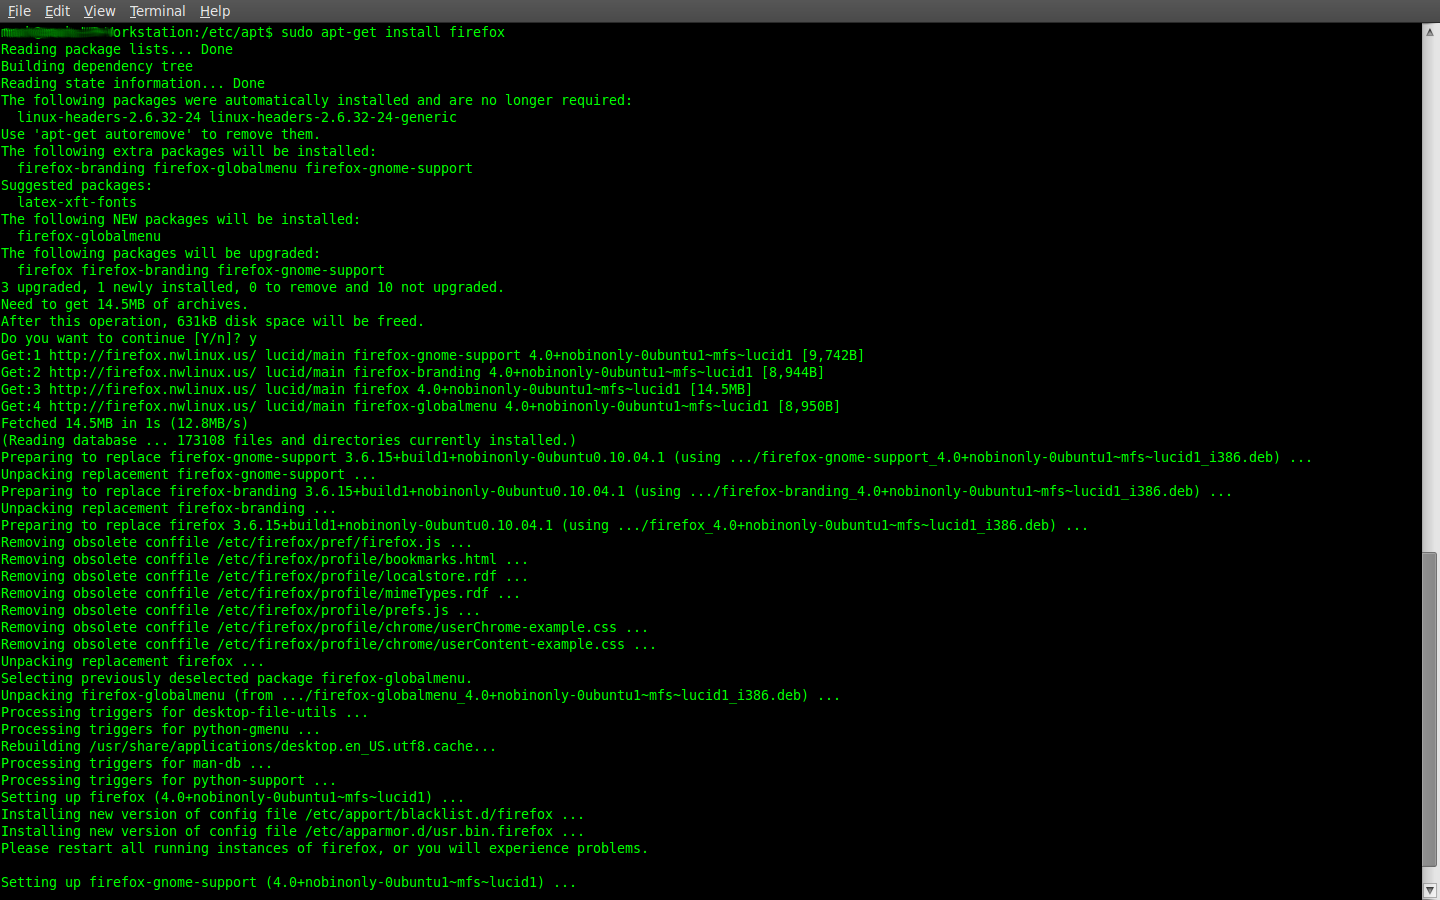 File Edit View Terminal Help
orkstation:/etc/apt$ sudo apt-get install firefox
Reading package lists... Done
Building dependency tree
Reading state information... Done
The following packages were automatically installed and are no longer required:
  linux-headers-2.6.32-24 linux-headers-2.6.32-24-generic
Use 'apt-get autoremove' to remove them.
The following extra packages will be installed:
  firefox-branding firefox-globalmenu firefox-gnome-support
Suggested packages:
  latex-xft-fonts
The following NEW packages will be installed:
  firefox-globalmenu
The following packages will be upgraded:
  firefox firefox-branding firefox-gnome-support
3 upgraded, 1 newly installed, 0 to remove and 10 not upgraded.
Need to get 14.5MB of archives.
After this operation, 631kB disk space will be freed.
Do you want to continue [Y/n]? y
Get:1 http://firefox.nwlinux.us/ lucid/main firefox-gnome-support 4.0+nobinonly-0ubuntu1~mfs~lucid1 [9,742B]
Get:2 http://firefox.nwlinux.us/ lucid/main firefox-branding 4.0+nobinonly-0ubuntu1~mfs~lucid1 [8,944B]
Get:3 http://firefox.nwlinux.us/ lucid/main firefox 4.0+nobinonly-0ubuntu1~mfs~lucid1 [14.5MB]
Get:4 http://firefox.nwlinux.us/ lucid/main firefox-globalmenu 4.0+nobinonly-0ubuntu1~mfs~lucid1 [8,950B]
Fetched 14.5MB in 1s (12.8MB/s)
(Reading database ... 173108 files and directories currently installed.)
Preparing to replace firefox-gnome-support 3.6.15+build1+nobinonly-0ubuntu0.10.04.1 (using .../firefox-gnome-support_4.0+nobinonly-0ubuntu1~mfs~lucid1_i386.deb) ...
Unpacking replacement firefox-gnome-support ...
Preparing to replace firefox-branding 3.6.15+build1+nobinonly-0ubuntu0.10.04.1 (using .../firefox-branding_4.0+nobinonly-0ubuntu1~mfs~lucid1_i386.deb) ...
Unpacking replacement firefox-branding ...
Preparing to replace firefox 3.6.15+build1+nobinonly-0ubuntu0.10.04.1 (using .../firefox_4.0+nobinonly-0ubuntu1~mfs~lucid1_i386.deb) ...
Removing obsolete conffile /etc/firefox/pref/firefox.js ...
Removing obsolete conffile /etc/firefox/profile/bookmarks.html ...
Removing obsolete conffile /etc/firefox/profile/localstore.rdf ...
Removing obsolete conffile /etc/firefox/profile/mimeTypes.rdf ...
Removing obsolete conffile /etc/firefox/profile/prefs.js ...
Removing obsolete conffile /etc/firefox/profile/chrome/userChrome-example.css ...
Removing obsolete conffile /etc/firefox/profile/chrome/userContent-example.css ...
Unpacking replacement firefox ...
Selecting previously deselected package firefox-globalmenu.
Unpacking firefox-globalmenu (from .../firefox-globalmenu_4.0+nobinonly-0ubuntu1~mfs~lucid1_i386.deb) ...
Processing triggers for desktop-file-utils ...
Processing triggers for python-gmenu ...
Rebuilding /usr/share/applications/desktop.en_US.utf8.cache...
Processing triggers for man-db ...
Processing triggers for python-support ...
Setting up firefox (4.0+nobinonly-0ubuntu1~mfs~lucid1) ...
Installing new version of config file /etc/apport/blacklist.d/firefox ...
Installing new version of config file /etc/apparmor.d/usr.bin.firefox ...
Please restart all running instances of firefox, or you will experience problems.

Setting up firefox-gnome-support (4.0+nobinonly-0ubuntu1~mfs~lucid1) ...